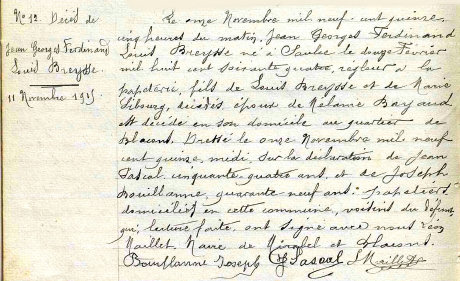 N° 12 Décès de
Jean Georges Ferdinand
Louis Breysse.
11 Novembre 1915
Le onze Novembre mil neuf cent quinze,
cinq heures du matin, Jean Georges Ferdinand
Louis Breysse né à Saulce le douze Février
mil huit cent soixante quatre, régleur à la
papeterie, fils de Louis Breysse et de Marie
décédés, époux de Mélanie Bayaud
est décédé en son domicile au quartier de
Blacons. Dressé le onze Novembre mil neuf
cent quinze, midi, sur la déclaration de Jean
Pascal cinquante quatre ans, et de Joseph
Bouillanne, quarante neuf ans, papetiers
domiciliés en cette commune, voisins du défunt,
qui, lecture faite, ont signé avec nous Léon
Maillet, Maire de Mirabel et Blacons.
Bouillanne Joseph J Pascal L Maillet